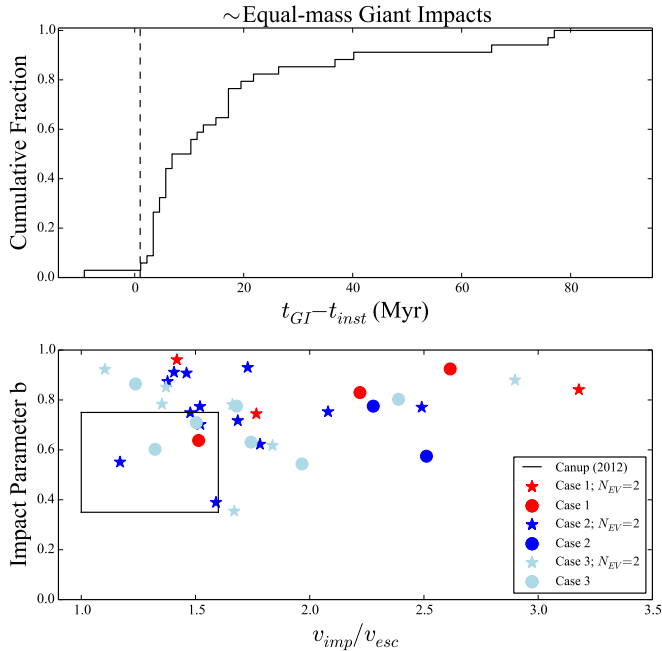 ~Equal-mass Giant Impacts
1.0
0.8
0.6
0.4
0.2
0.0
Cumulative Fraction
0 20 40 60 80
t_GI−t_inst (Myr)
1.0
0.8
0.6
0.4
0.2
0.0
Impact Parameter b
Canup (2012)
Case 1; N_EV=2
Case 1
Case 2; N_EV=2
Case 2
Case 3; N_EV=2
Case 3
1.0 1.5 2.0 2.5 3.0 3.5
v_imp/v_esc